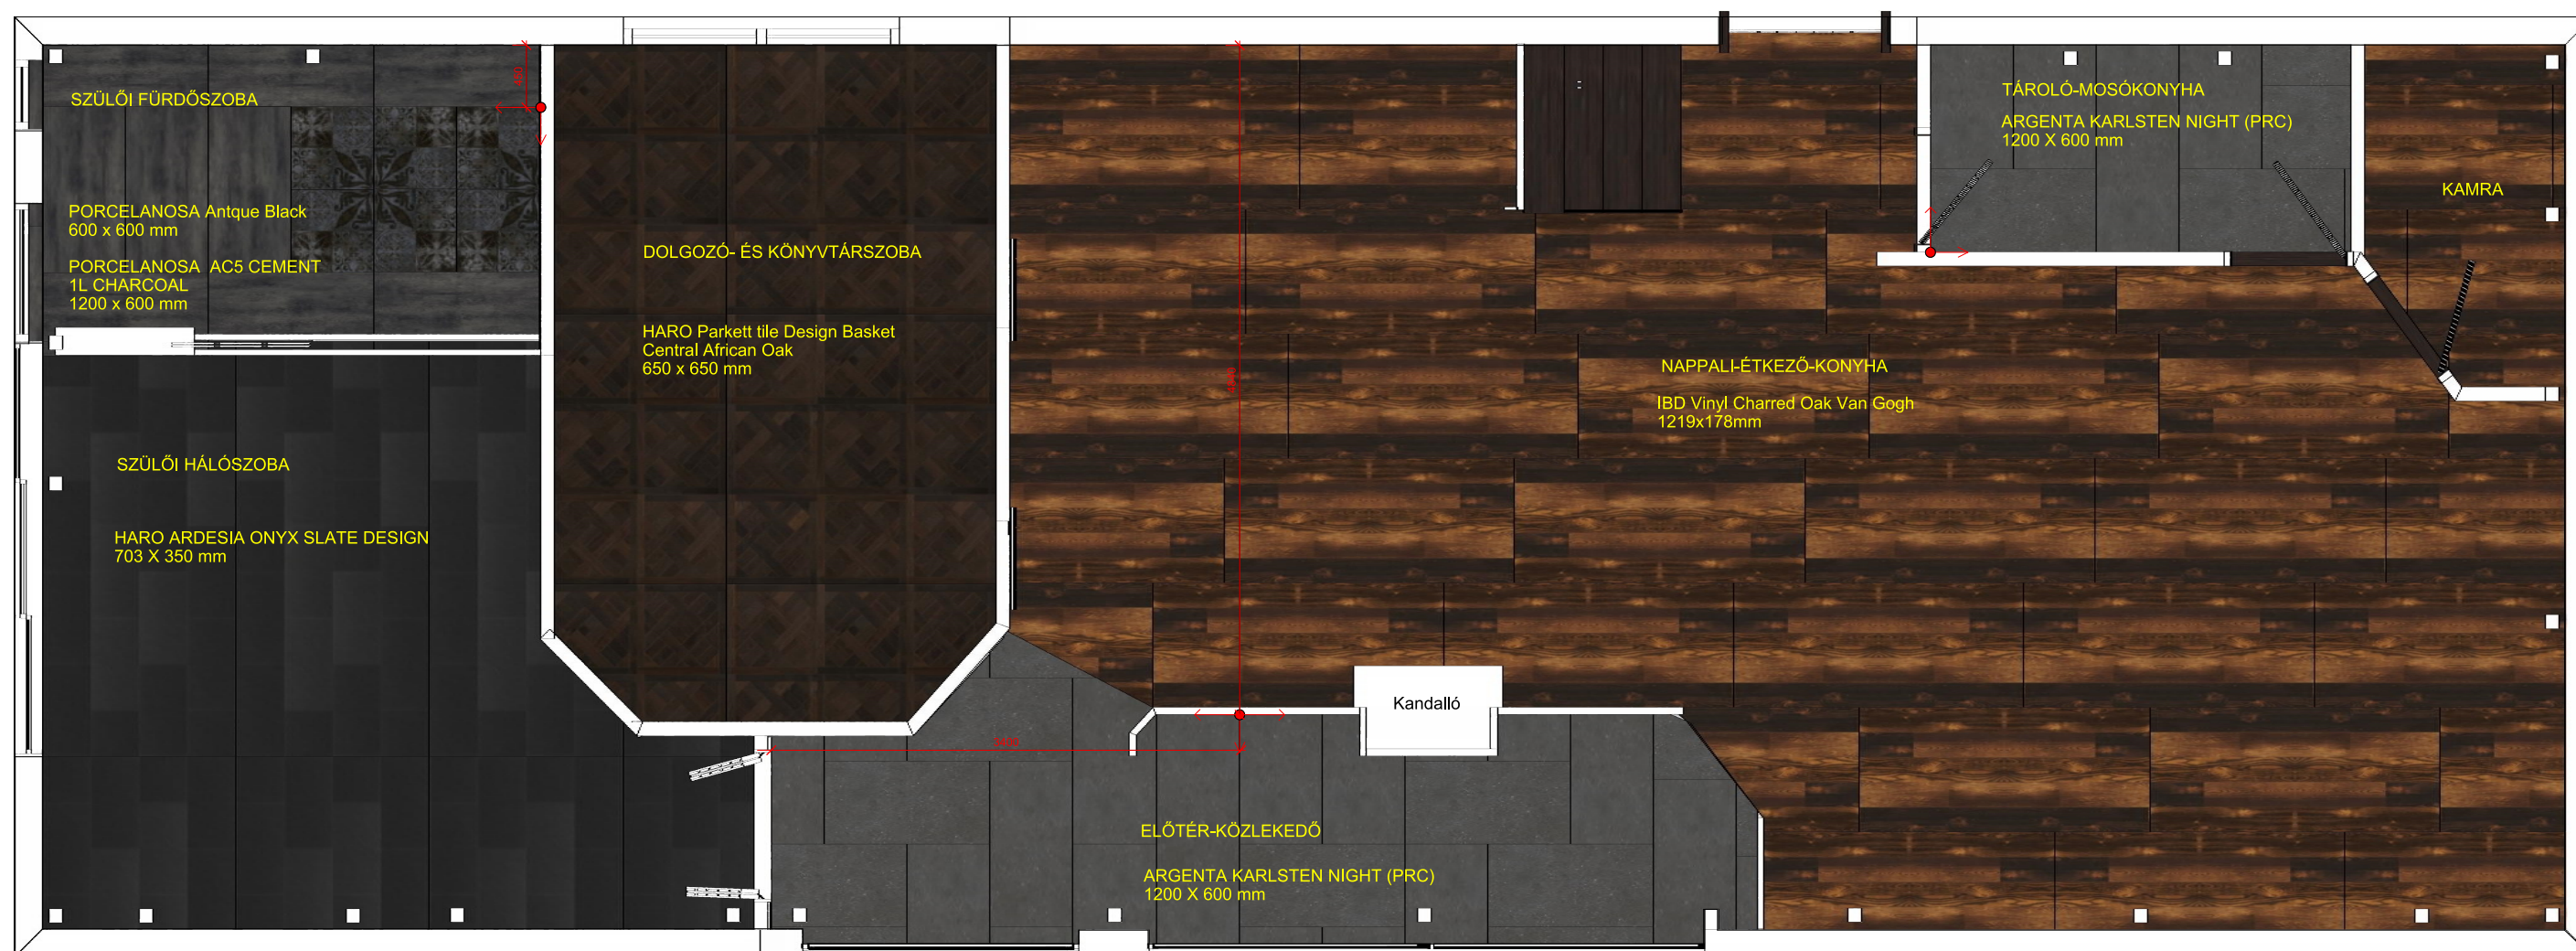 SZÜLŐI FÜRDŐSZOBA
PORCELANOSA Antque Black
600 x 600 mm
PORCELANOSA AC5 CEMENT
1L CHARCOAL
1200 x 600 mm
SZÜLŐI HÁLÓSZOBA
HARO ARDESIA ONYX SLATE DESIGN
703 X 350 mm
DOLGOZÓ- ÉS KÖNYVTÁRSZOBA
HARO Parkett tile Design Basket
Central African Oak
650 x 650 mm
TÁROLÓ-MOSÓKONYHA
ARGENTA KARLSTEN NIGHT (PRC)
1200 X 600 mm
KAMRA
NAPPALI-ÉTKEZŐ-KONYHA
IBD Vinyl Charred Oak Van Gogh
1219x178mm
Kandalló
ELŐTÉR-KÖZLEKEDŐ
ARGENTA KARLSTEN NIGHT (PRC)
1200 X 600 mm